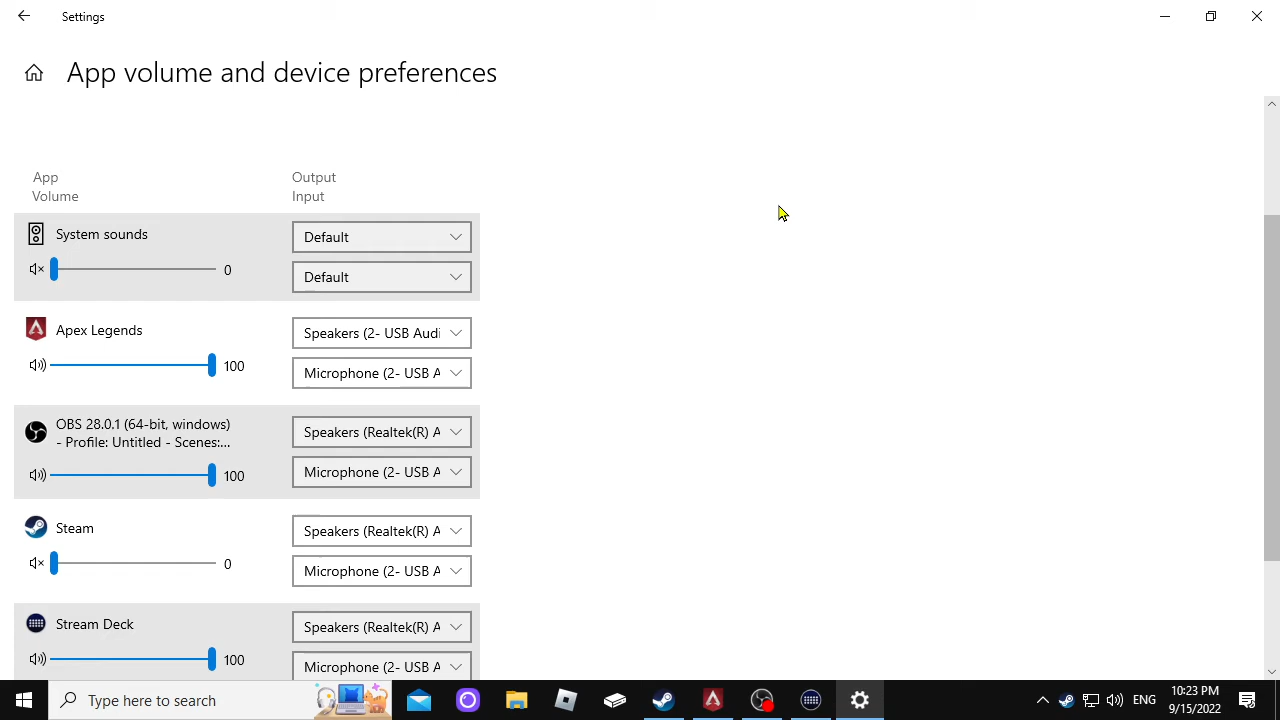 Settings
App volume and device preferences
App
Volume
Output
Input
System sounds
0
Default
Default
Apex Legends
100
Speakers (2- USB Audi
Microphone (2- USB A
OBS 28.0.1 (64-bit, windows)
- Profile: Untitled - Scenes:...
100
Speakers (Realtek(R) A
Microphone (2- USB A
Steam
0
Speakers (Realtek(R) A
Microphone (2- USB A
Stream Deck
100
Speakers (Realtek(R) A
Microphone (2- USB A
Type here to search
ENG
10:23 PM
9/15/2022